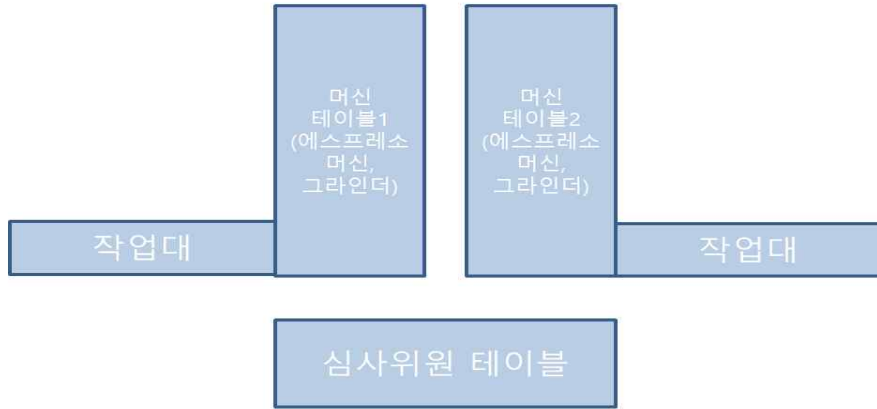 머신
테이블1
(에스프레소
머신,
그라인더)
머신
테이블2
(에스프레소
머신,
그라인더)
작업대
작업대
심사위원 테이블